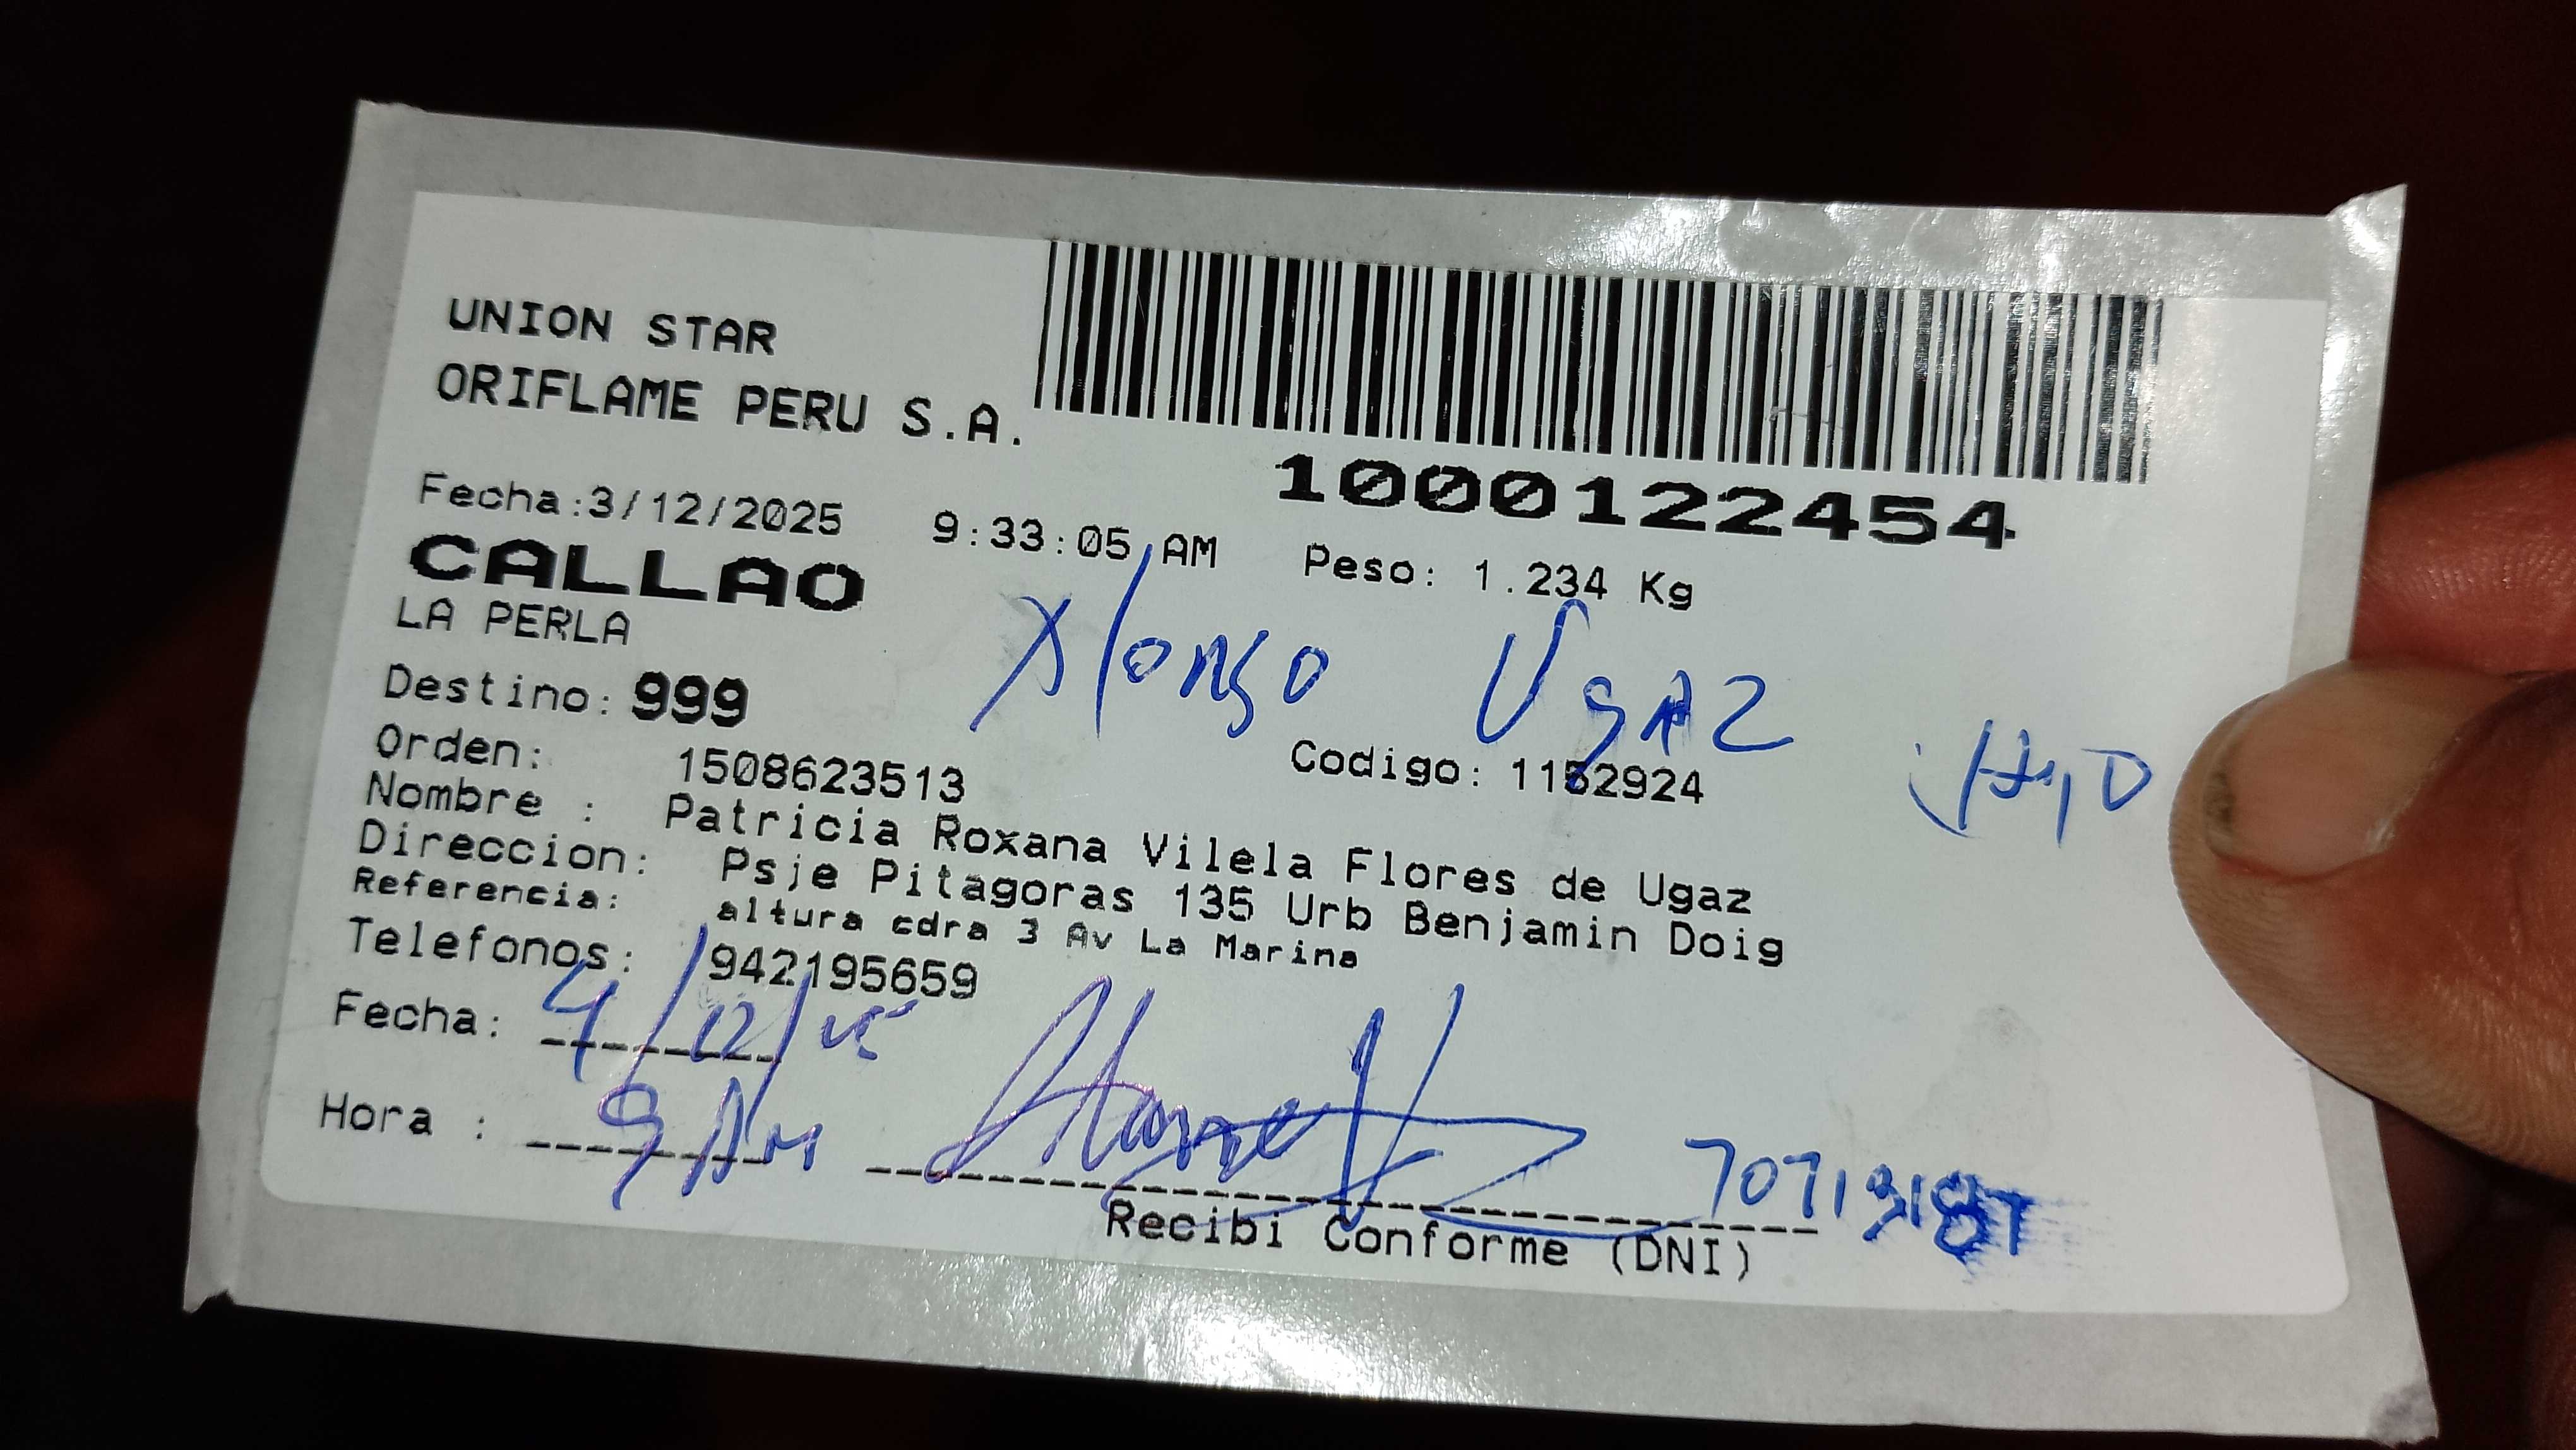 UNION STAR
ORIFLAME PERU S.A.
1000122454
Fecha:3/12/2025 9:33:05 AM Peso: 1.234 Kg
CALLAO
LA PERLA
Alonso Ugaz
Destino: 999
Orden: 1508623513 Codigo: 1152924
Nombre : Patricia Roxana Vilela Flores de Ugaz
Direccion: Psje Pitagoras 135 Urb Benjamin Doig
Referencia: altura cdra 3 Av La Marina
Telefonos: 942195659
Fecha: 4/12/25
Hora : 9 AM
Recibi Conforme (DNI)